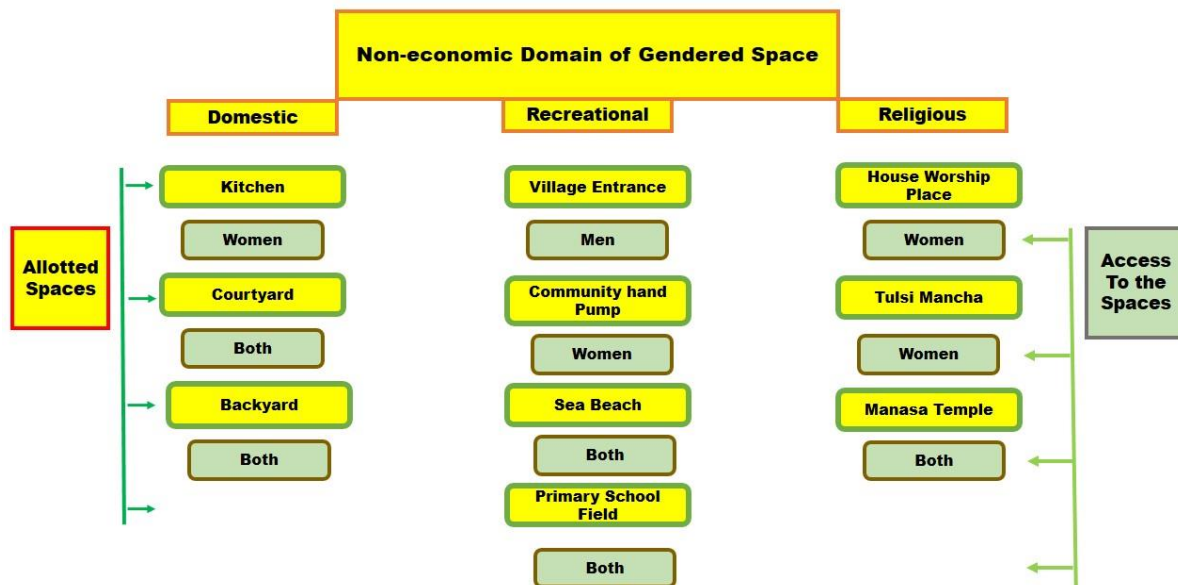 Non-economic Domain of Gendered Space
Domestic
Recreational
Religious
Allotted
Spaces
Kitchen
Women
Courtyard
Both
Backyard
Both
Village Entrance
Men
Community hand
Pump
Women
Sea Beach
Both
Primary School
Field
Both
House Worship
Place
Women
Tulsi Mancha
Women
Manasa Temple
Both
Access
To the
Spaces